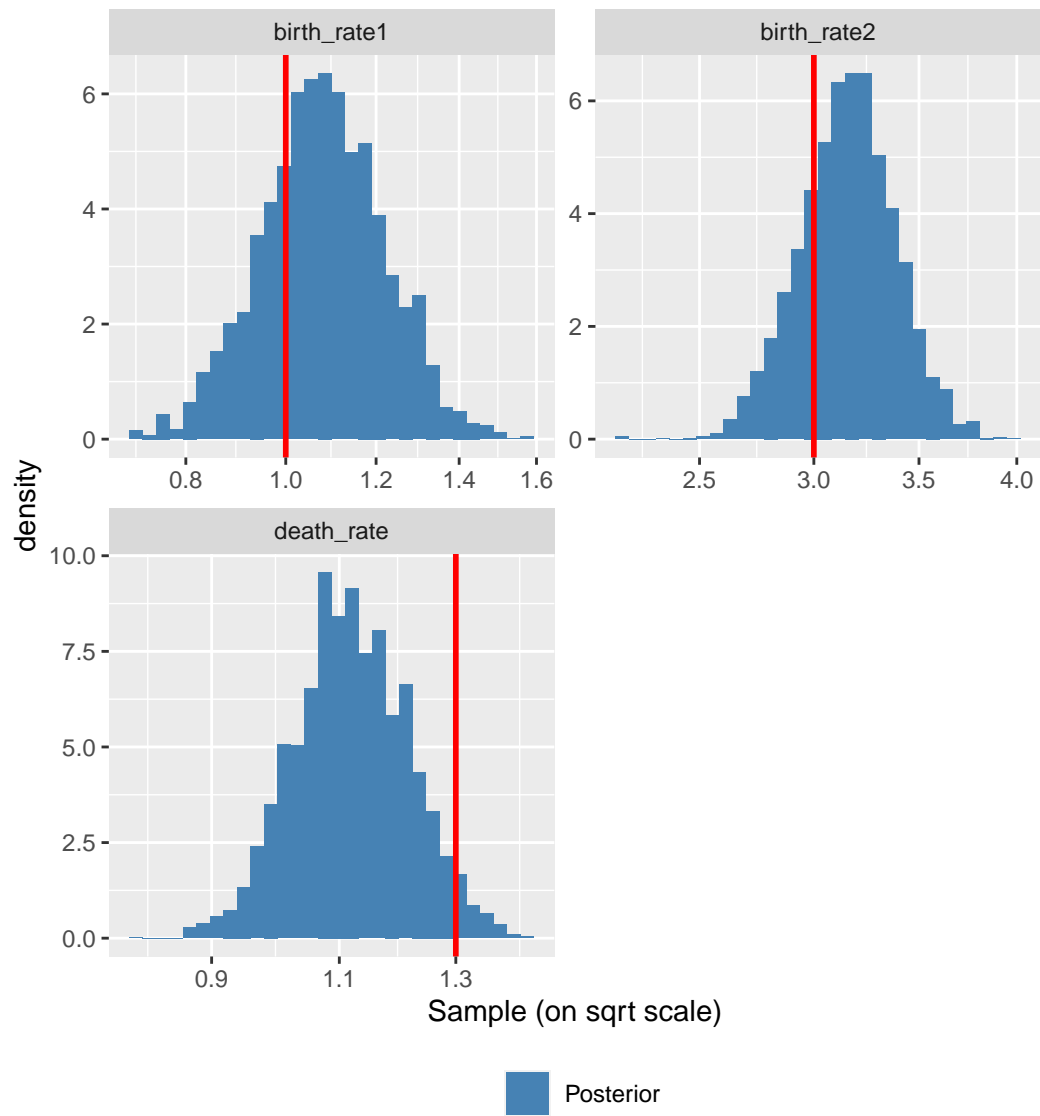 birth_rate1
birth_rate2
6
4
2
0
6
4
2
0
0.8 1.0 1.2 1.4 1.6
2.5 3.0 3.5 4.0
density
death_rate
10.0
7.5
5.0
2.5
0.0
0.9 1.1 1.3
Sample (on sqrt scale)
Posterior